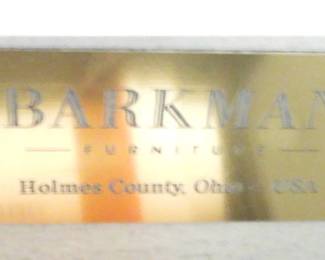 BARKMAN
FURNITURE
Holmes County, Ohio - USA